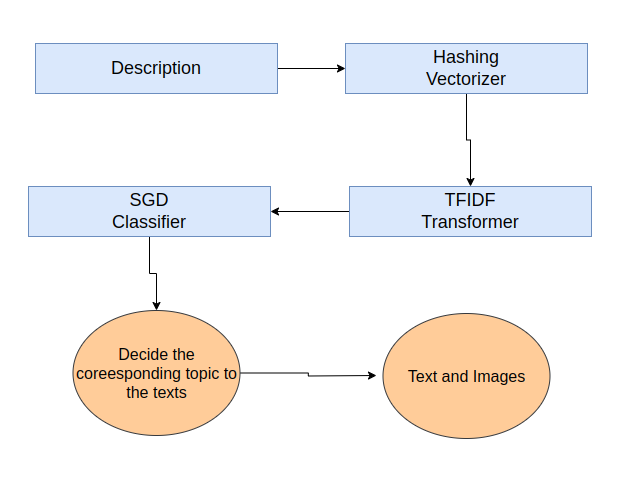 Description
Hashing
Vectorizer
SGD
Classifier
TFIDF
Transformer
Decide the
coreesponding topic to
the texts
Text and Images